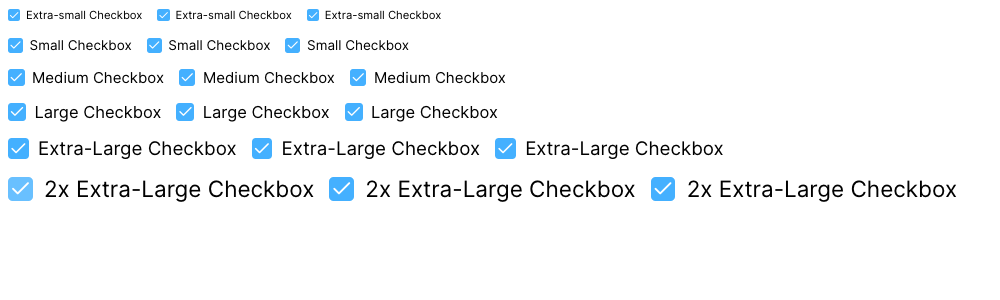 Extra-small Checkbox Extra-small Checkbox Extra-small Checkbox
Small Checkbox Small Checkbox Small Checkbox
Medium Checkbox Medium Checkbox Medium Checkbox
Large Checkbox Large Checkbox Large Checkbox
Extra-Large Checkbox Extra-Large Checkbox Extra-Large Checkbox
2x Extra-Large Checkbox 2x Extra-Large Checkbox 2x Extra-Large Checkbox